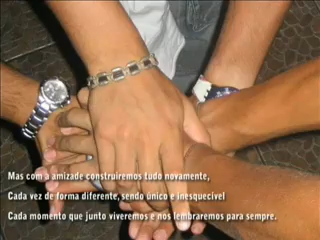 Mas com a amizade construiremos tudo novamente,
Cada vez de forma diferente, sendo único e inesquecível
Cada momento que junto viveremos e nos lembraremos para sempre.